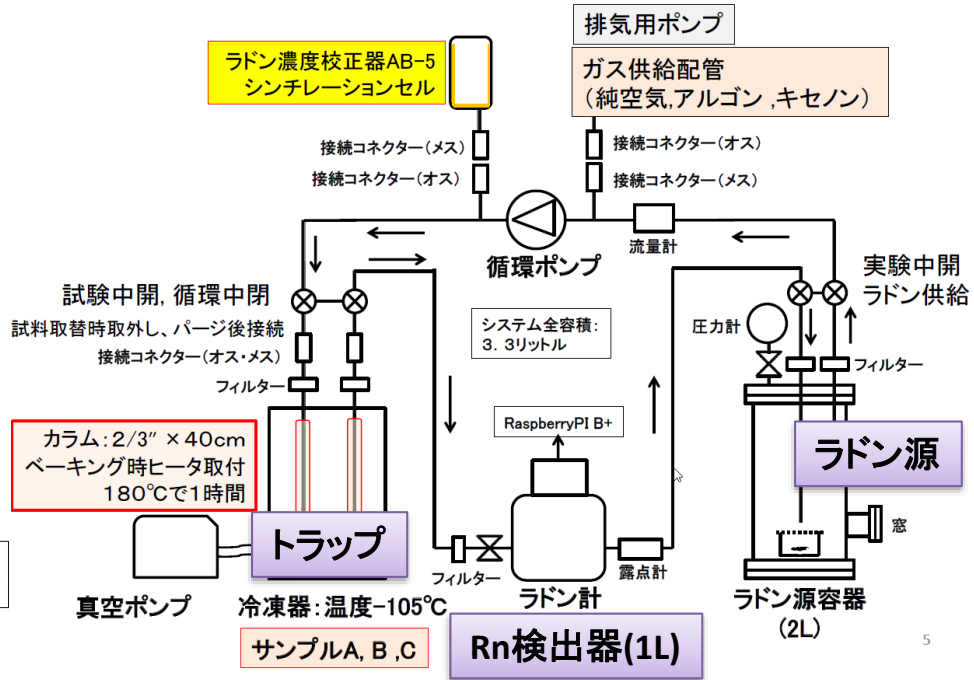 排気用ポンプ
ラドン濃度校正器AB-5
シンチレーションセル
ガス供給配管
（純空気,アルゴン ,キセノン）
接続コネクター（メス）
接続コネクター（オス）
接続コネクター（オス）
接続コネクター（メス）
流量計
循環ポンプ
実験中開
ラドン供給
試験中開, 循環中閉
試料取替時取外し、パージ後接続
接続コネクター（オス・メス）
フィルター
システム全容積：
3．3リットル
圧力計
フィルター
RaspberryPI B+
カラム：2/3” ×40cm
ベーキング時ヒータ取付
180℃で1時間
ラドン源
トラップ
窓
フィルター
露点計
真空ポンプ
冷凍器：温度-105℃
ラドン計
ラドン源容器
(2L)
サンプルA, B ,C
Rn検出器(1L)
5